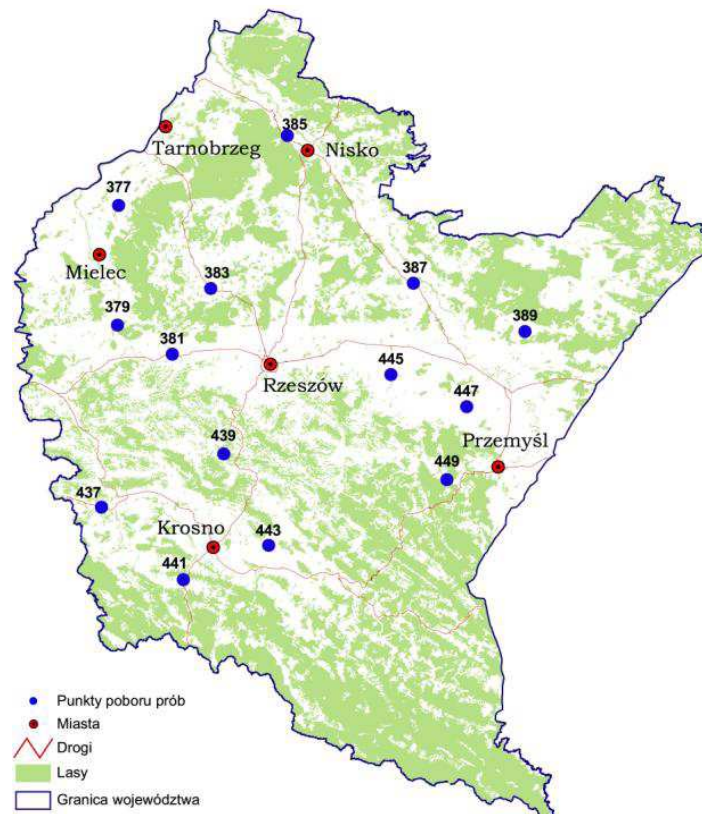 385
Tarnobrzeg
Nisko
377
Mielec
383
387
379
389
381
Rzeszów
445
447
439
Przemyśl
449
437
Krosno
443
441
Punkty poboru prób
Miasta
Drogi
Lasy
Granica województwa